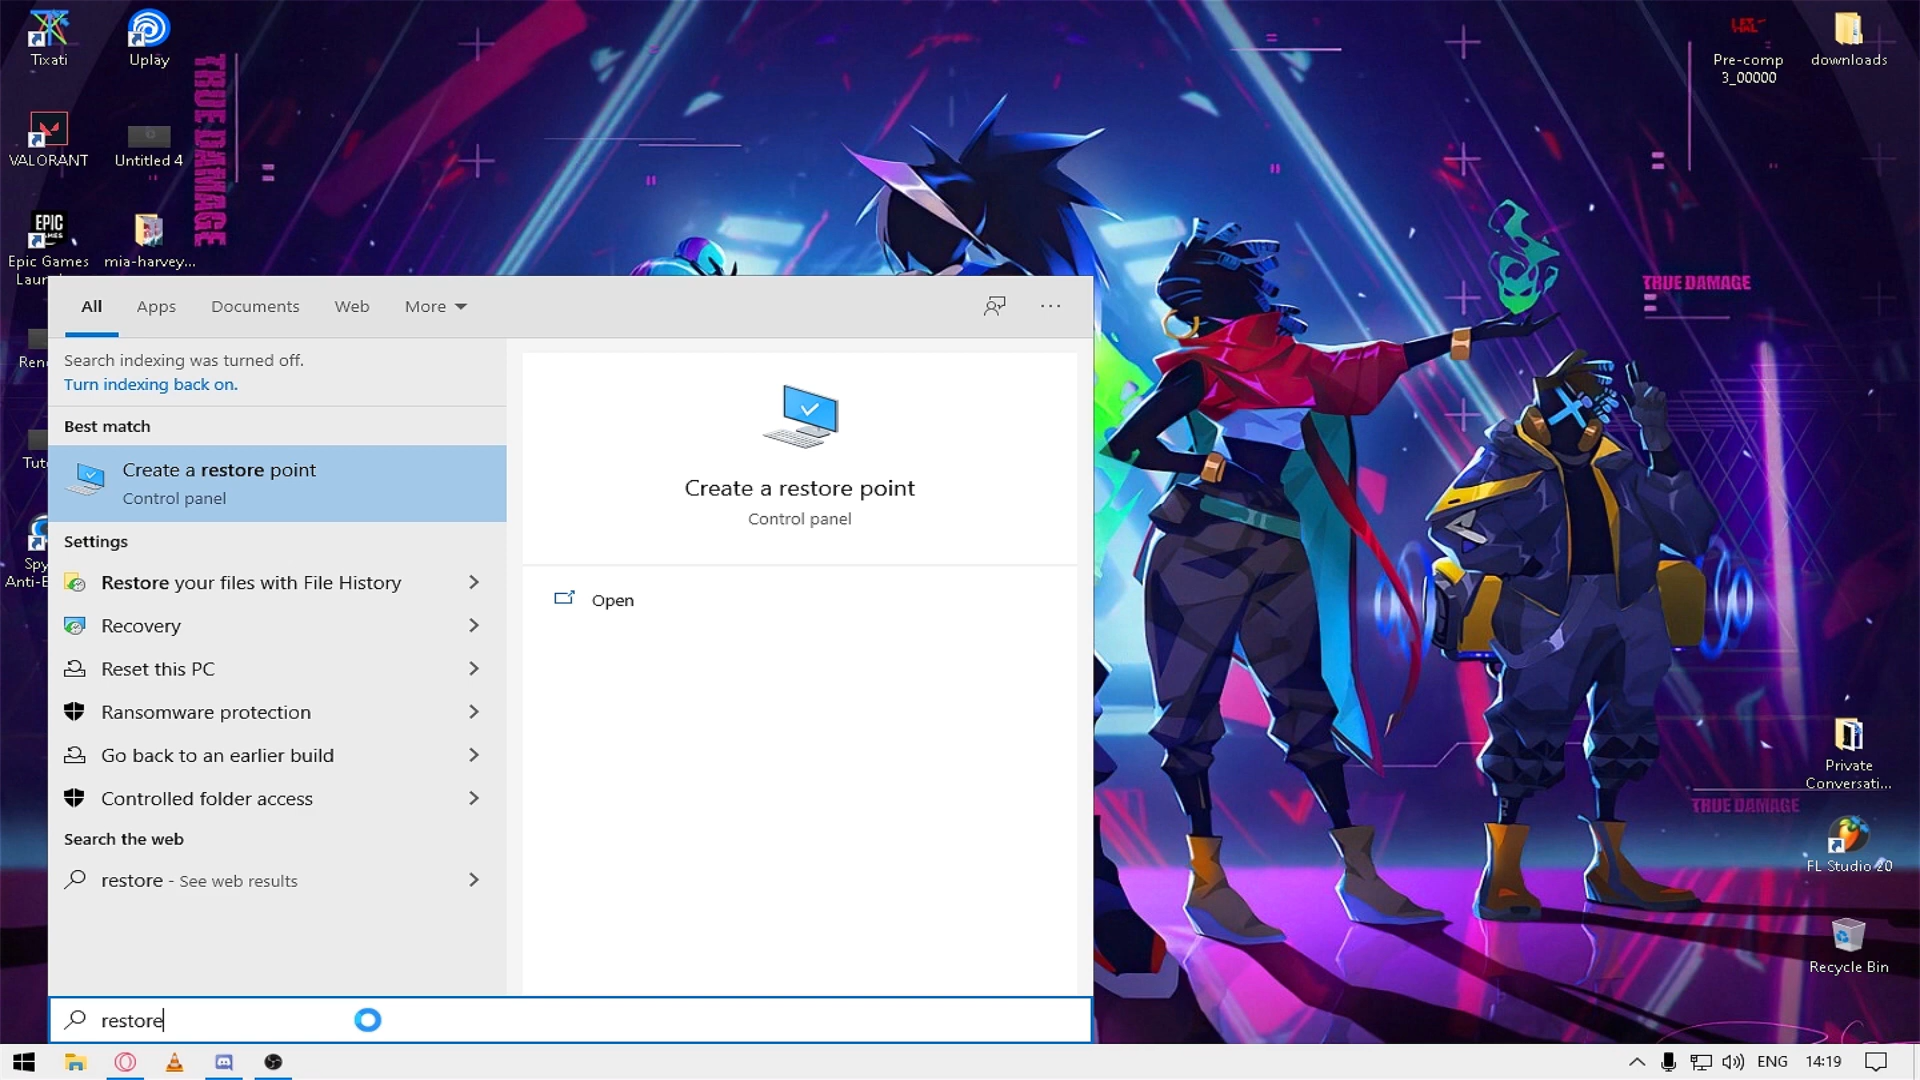 Tixati
Uplay
VALORANT
Untitled 4
EPIC
GAMES
Epic Games
mia-harvey...
Pre-comp
3_00000
downloads
TRUE DAMAGE
TRUE DAMAGE
TRUE DAMAGE
All
Apps
Documents
Web
More
Search indexing was turned off.
Turn indexing back on.
Best match
Create a restore point
Control panel
Settings
Restore your files with File History
Recovery
Reset this PC
Ransomware protection
Go back to an earlier build
Controlled folder access
Search the web
restore - See web results
Create a restore point
Control panel
Open
Private
Conversati...
FL Studio 20
Recycle Bin
restore
ENG
14:19